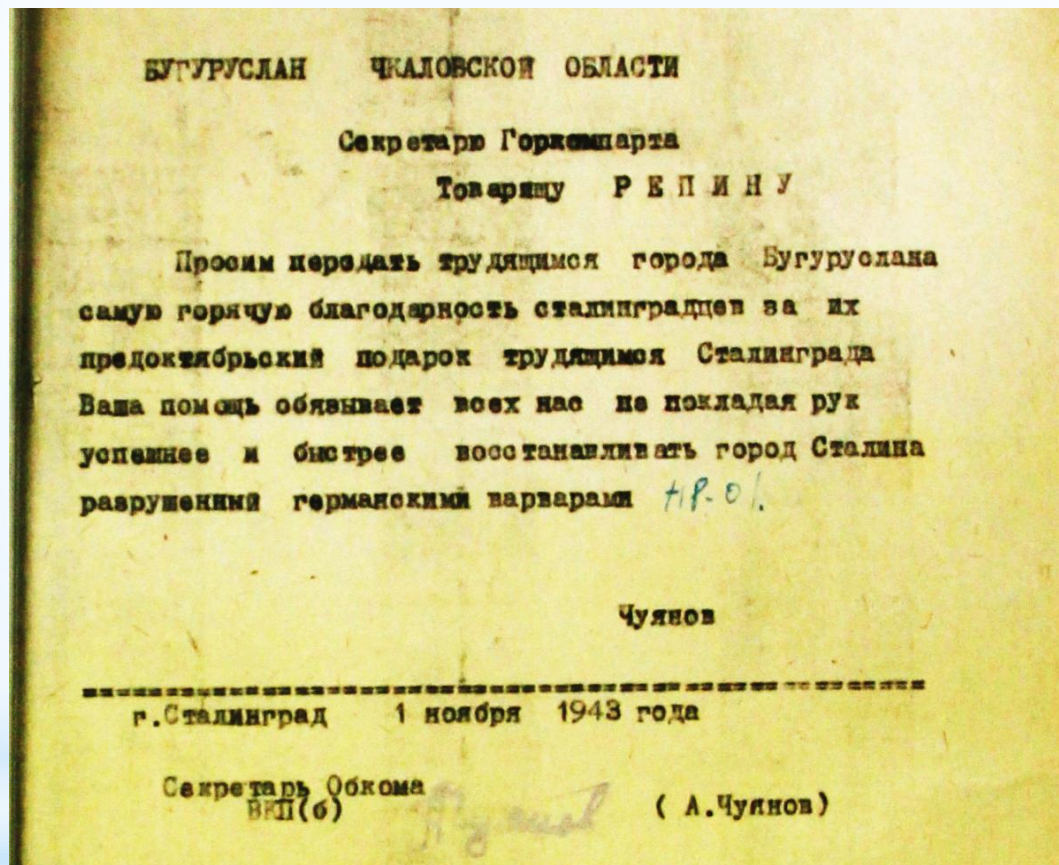 БУГУРУСЛАН ЧКАЛОВСКОЙ ОБЛАСТИ
Секретарю Горкомпарта
Товарищу Р Е П И Н У
Просим передать трудящимся города Бугуруслана
самую горячую благодарность сталинградцев за их
предоктябрьский подарок трудящимся Сталинграда
Ваша помощь обязывает всех нас не покладая рук
успешнее и быстрее восстанавливать город Сталина
разрушенный германскими варварами
Чуянов
г.Сталинград 1 ноября 1943 года
Секретарь Обкома
ВКП(б) ( А.Чуянов)